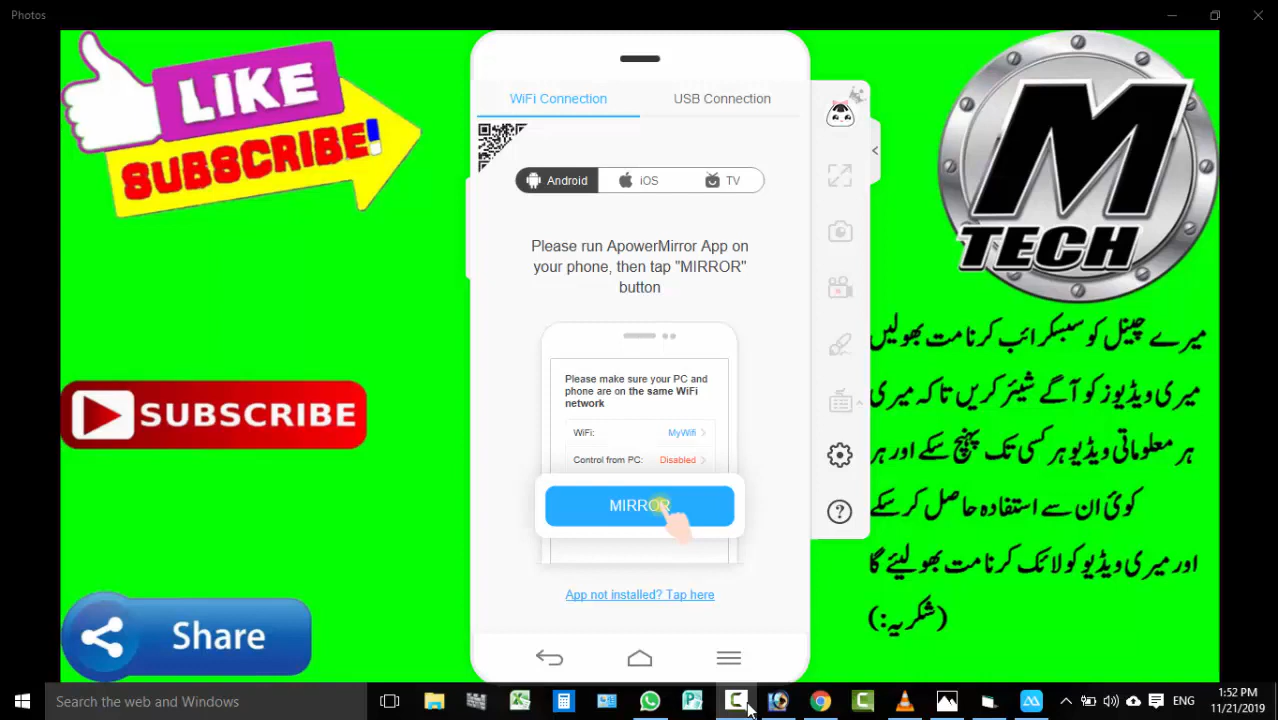 Photos
LIKE
SUBSCRIBE!
WiFi Connection
USB Connection
Android
iOS
TV
Please run ApowerMirror App on
your phone, then tap "MIRROR"
button
Please make sure your PC and
phone are on the same WiFi
network
WiFi:
MyWifi
Control from PC:
Disabled
MIRROR
App not installed? Tap here
M
TECH
SUBSCRIBE
Share
میرے چینل کو سبسکرائب کرنا مت بھولیں
میری ویڈیوز کو آگے شیئر کریں تا کہ میری
ہر معلوماتی ویڈیو ہر کسی تک پہنچ سکے اور ہر
کوئ ان سے استفادہ حاصل کر سکے
اور میری ویڈیو کو لائک کرنا مت بھولیئے گا
(شکریہ:)
Search the web and Windows
ENG
1:52 PM
11/21/2019